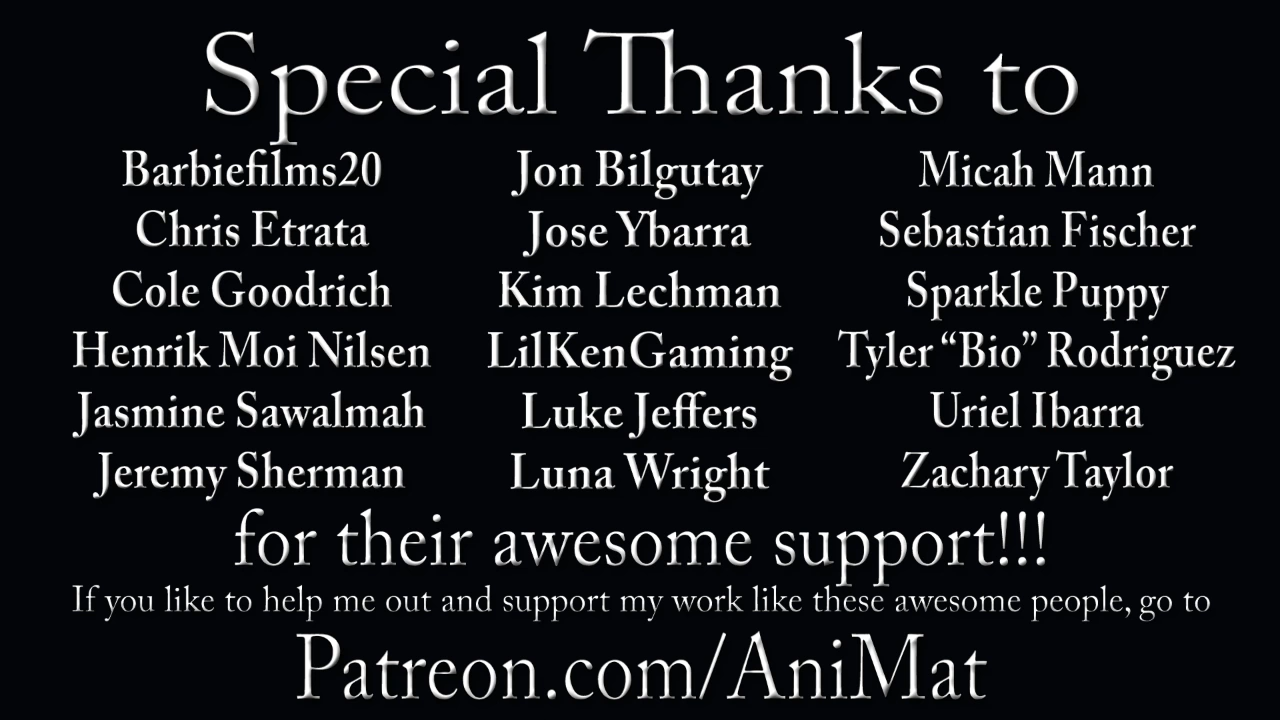 Special Thanks to
Barbiefilms20 Jon Bilgutay Micah Mann
Chris Etrata Jose Ybarra Sebastian Fischer
Cole Goodrich Kim Lechman Sparkle Puppy
Henrik Moi Nilsen LilKenGaming Tyler “Bio” Rodriguez
Jasmine Sawalmah Luke Jeffers Uriel Ibarra
Jeremy Sherman Luna Wright Zachary Taylor
for their awesome support!!!
If you like to help me out and support my work like these awesome people, go to
Patreon.com/AniMat